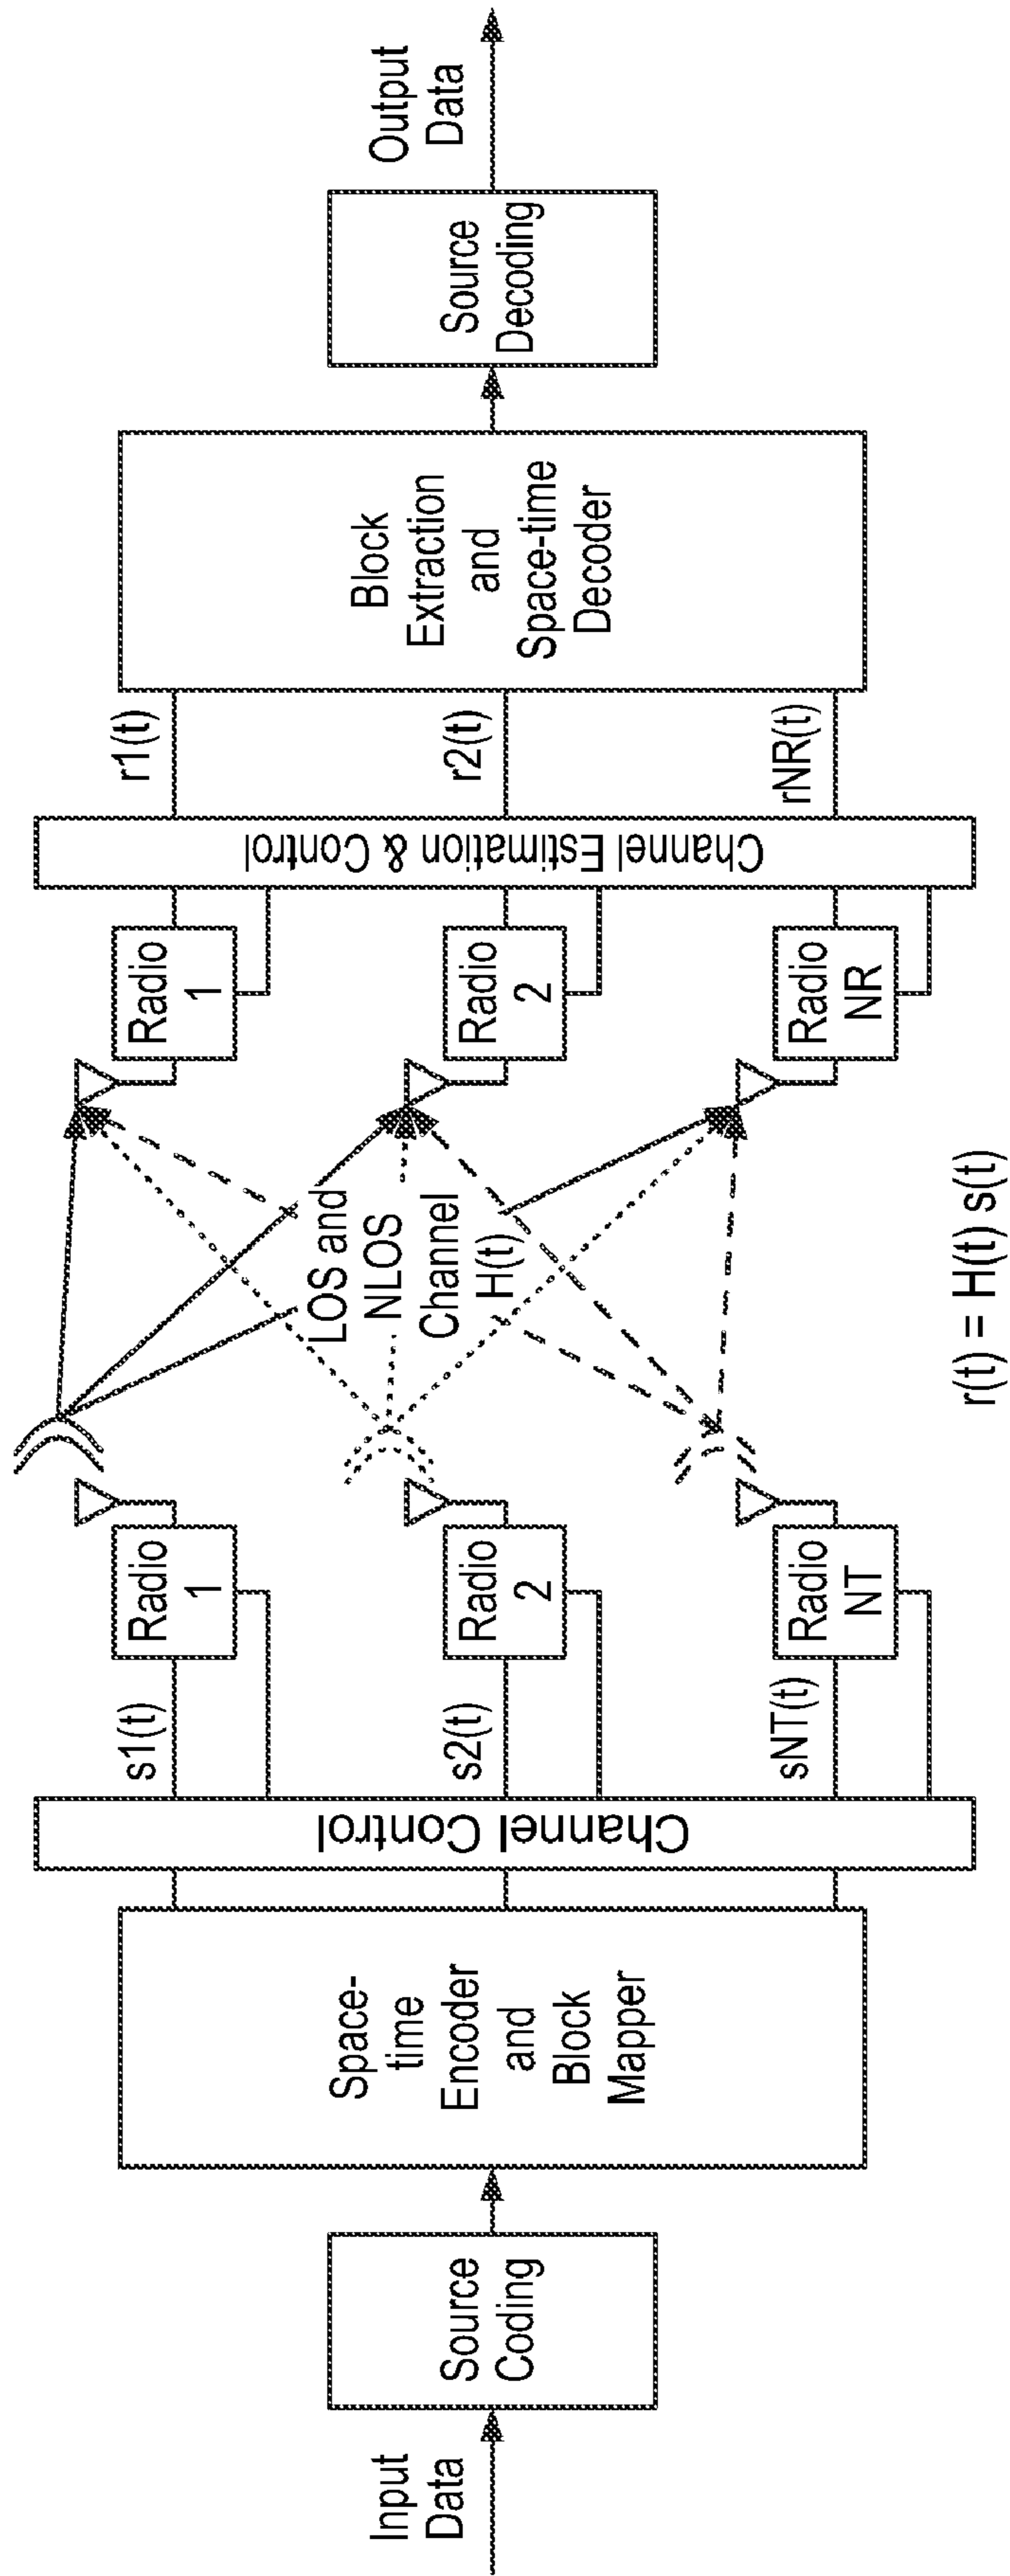 Input
Data
Source
Coding
Space-
time
Encoder
and
Block
Mapper
Channel Control
s1(t)
s2(t)
sNT(t)
Radio
1
Radio
2
Radio
NT
LOS and
NLOS
Channel
H(t)
r(t) = H(t) s(t)
Radio
1
Radio
2
Radio
NR
Channel Estimation & Control
r1(t)
r2(t)
rNR(t)
Block
Extraction
and
Space-time
Decoder
Source
Decoding
Output
Data